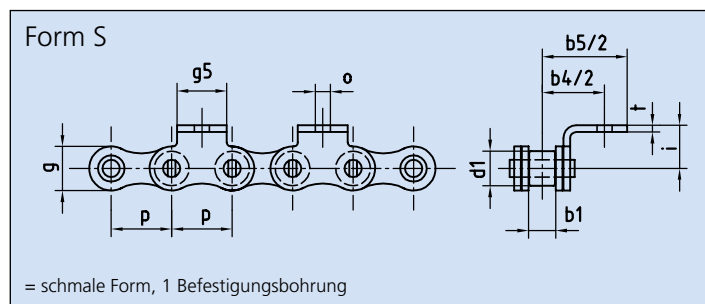 Form S
g5
o
b5/2
b4/2
t
i
g
d1
p
p
b1
= schmale Form, 1 Befestigungsbohrung